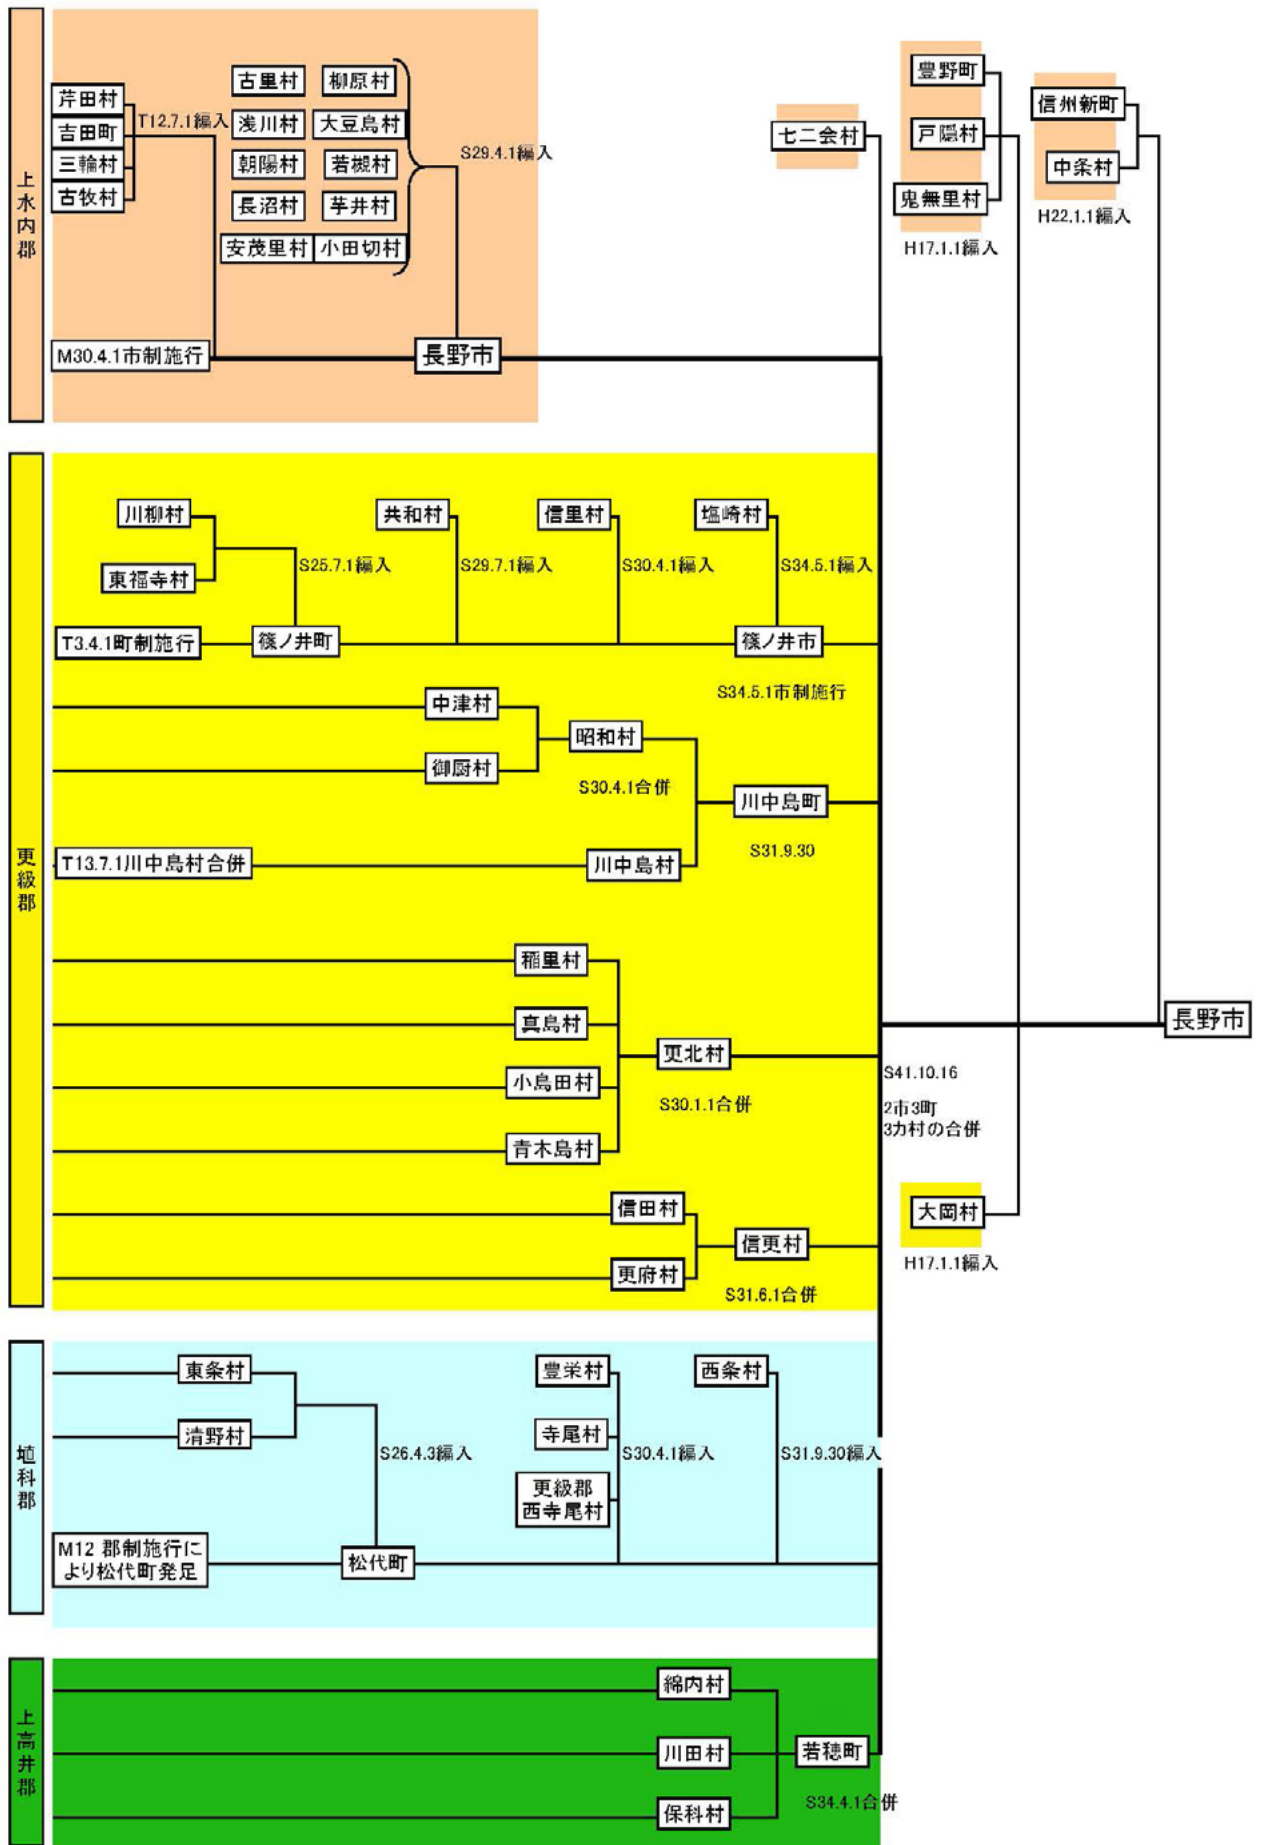 上水内郡
芹田村
吉田町
三輪村
古牧村
T12.7.1編入
古里村
柳原村
浅川村
大豆島村
朝陽村
若槻村
長沼村
芋井村
安茂里村
小田切村
S29.4.1編入
M30.4.1市制施行
長野市
七二会村
豊野町
戸隠村
鬼無里村
H17.1.1編入
信州新町
中条村
H22.1.1編入
更級郡
川柳村
東福寺村
S25.7.1編入
共和村
S29.7.1編入
信里村
S30.4.1編入
塩崎村
S34.5.1編入
T3.4.1町制施行
篠ノ井町
篠ノ井市
S34.5.1市制施行
中津村
御厨村
昭和村
S30.4.1合併
T13.7.1川中島村合併
川中島村
川中島町
S31.9.30
稲里村
真島村
小島田村
青木島村
更北村
S30.1.1合併
信田村
更府村
信更村
S31.6.1合併
長野市
S41.10.16
2市3町
3カ村の合併
大岡村
H17.1.1編入
埴科郡
東条村
清野村
S26.4.3編入
豊栄村
寺尾村
更級郡
西寺尾村
S30.4.1編入
西条村
S31.9.30編入
M12 郡制施行に
より松代町発足
松代町
上高井郡
綿内村
川田村
保科村
若穂町
S34.4.1合併